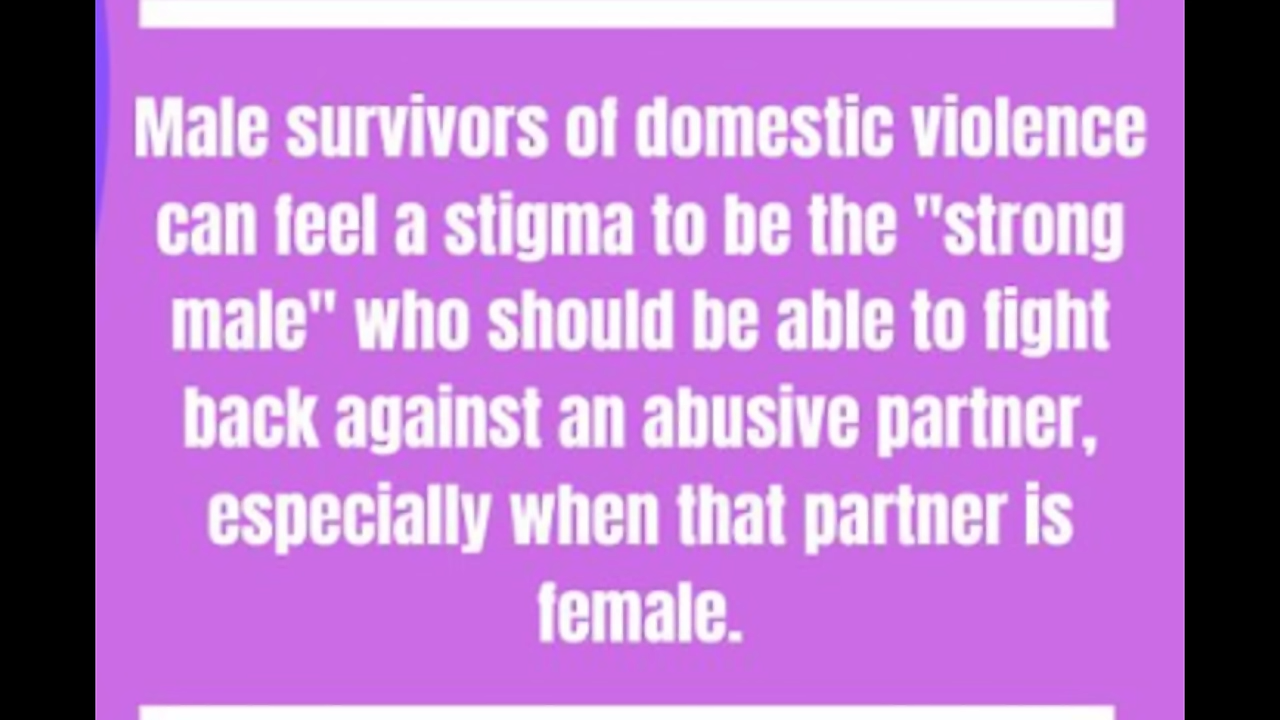 Male survivors of domestic violence
can feel a stigma to be the "strong
male" who should be able to fight
back against an abusive partner,
especially when that partner is
female.